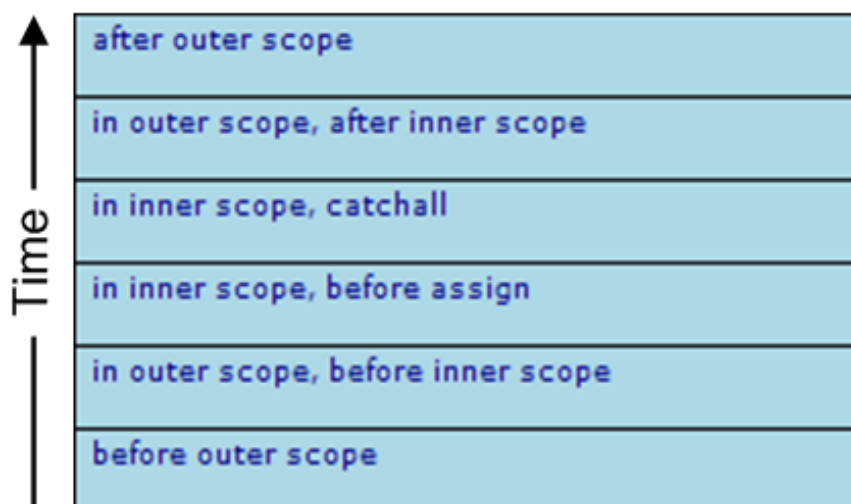 Time
after outer scope
in outer scope, after inner scope
in inner scope, catchall
in inner scope, before assign
in outer scope, before inner scope
before outer scope